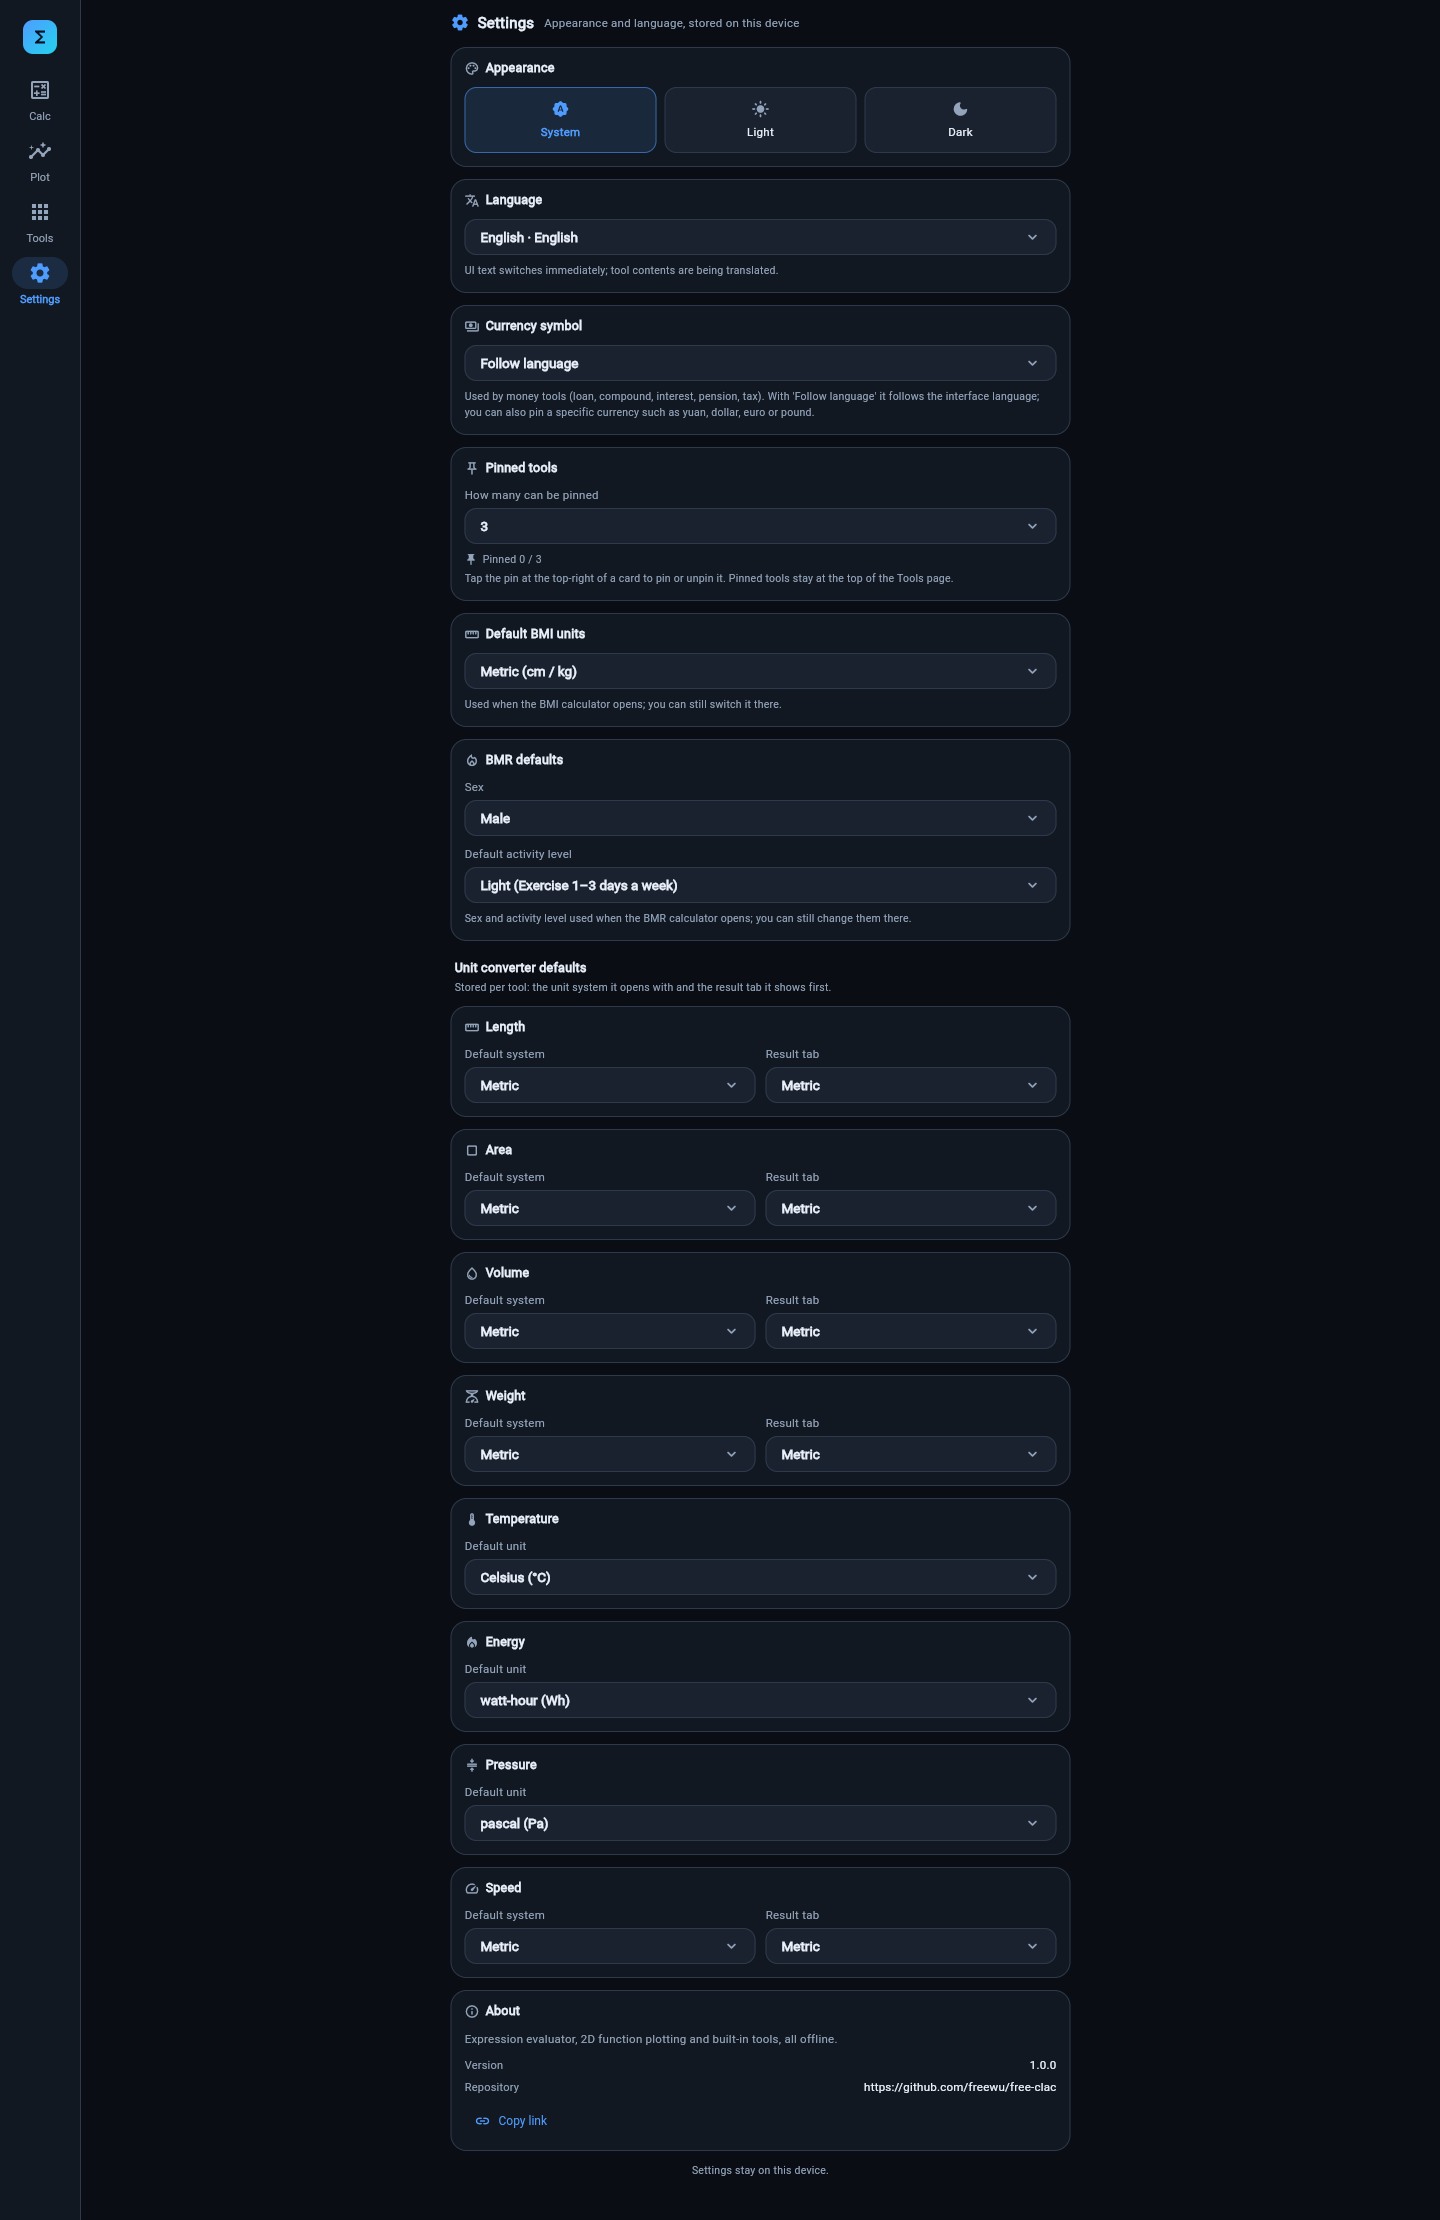 Σ
Calc
Plot
Tools
Settings
Settings Appearance and language, stored on this device
Appearance
System Light Dark
Language
English · English
UI text switches immediately; tool contents are being translated.
Currency symbol
Follow language
Used by money tools (loan, compound, interest, pension, tax). With 'Follow language' it follows the interface language;
you can also pin a specific currency such as yuan, dollar, euro or pound.
Pinned tools
How many can be pinned
3
Pinned 0 / 3
Tap the pin at the top-right of a card to pin or unpin it. Pinned tools stay at the top of the Tools page.
Default BMI units
Metric (cm / kg)
Used when the BMI calculator opens; you can still switch it there.
BMR defaults
Sex
Male
Default activity level
Light (Exercise 1–3 days a week)
Sex and activity level used when the BMR calculator opens; you can still change them there.
Unit converter defaults
Stored per tool: the unit system it opens with and the result tab it shows first.
Length
Default system Result tab
Metric Metric
Area
Default system Result tab
Metric Metric
Volume
Default system Result tab
Metric Metric
Weight
Default system Result tab
Metric Metric
Temperature
Default unit
Celsius (°C)
Energy
Default unit
watt-hour (Wh)
Pressure
Default unit
pascal (Pa)
Speed
Default system Result tab
Metric Metric
About
Expression evaluator, 2D function plotting and built-in tools, all offline.
Version 1.0.0
Repository https://github.com/freewu/free-clac
Copy link
Settings stay on this device.